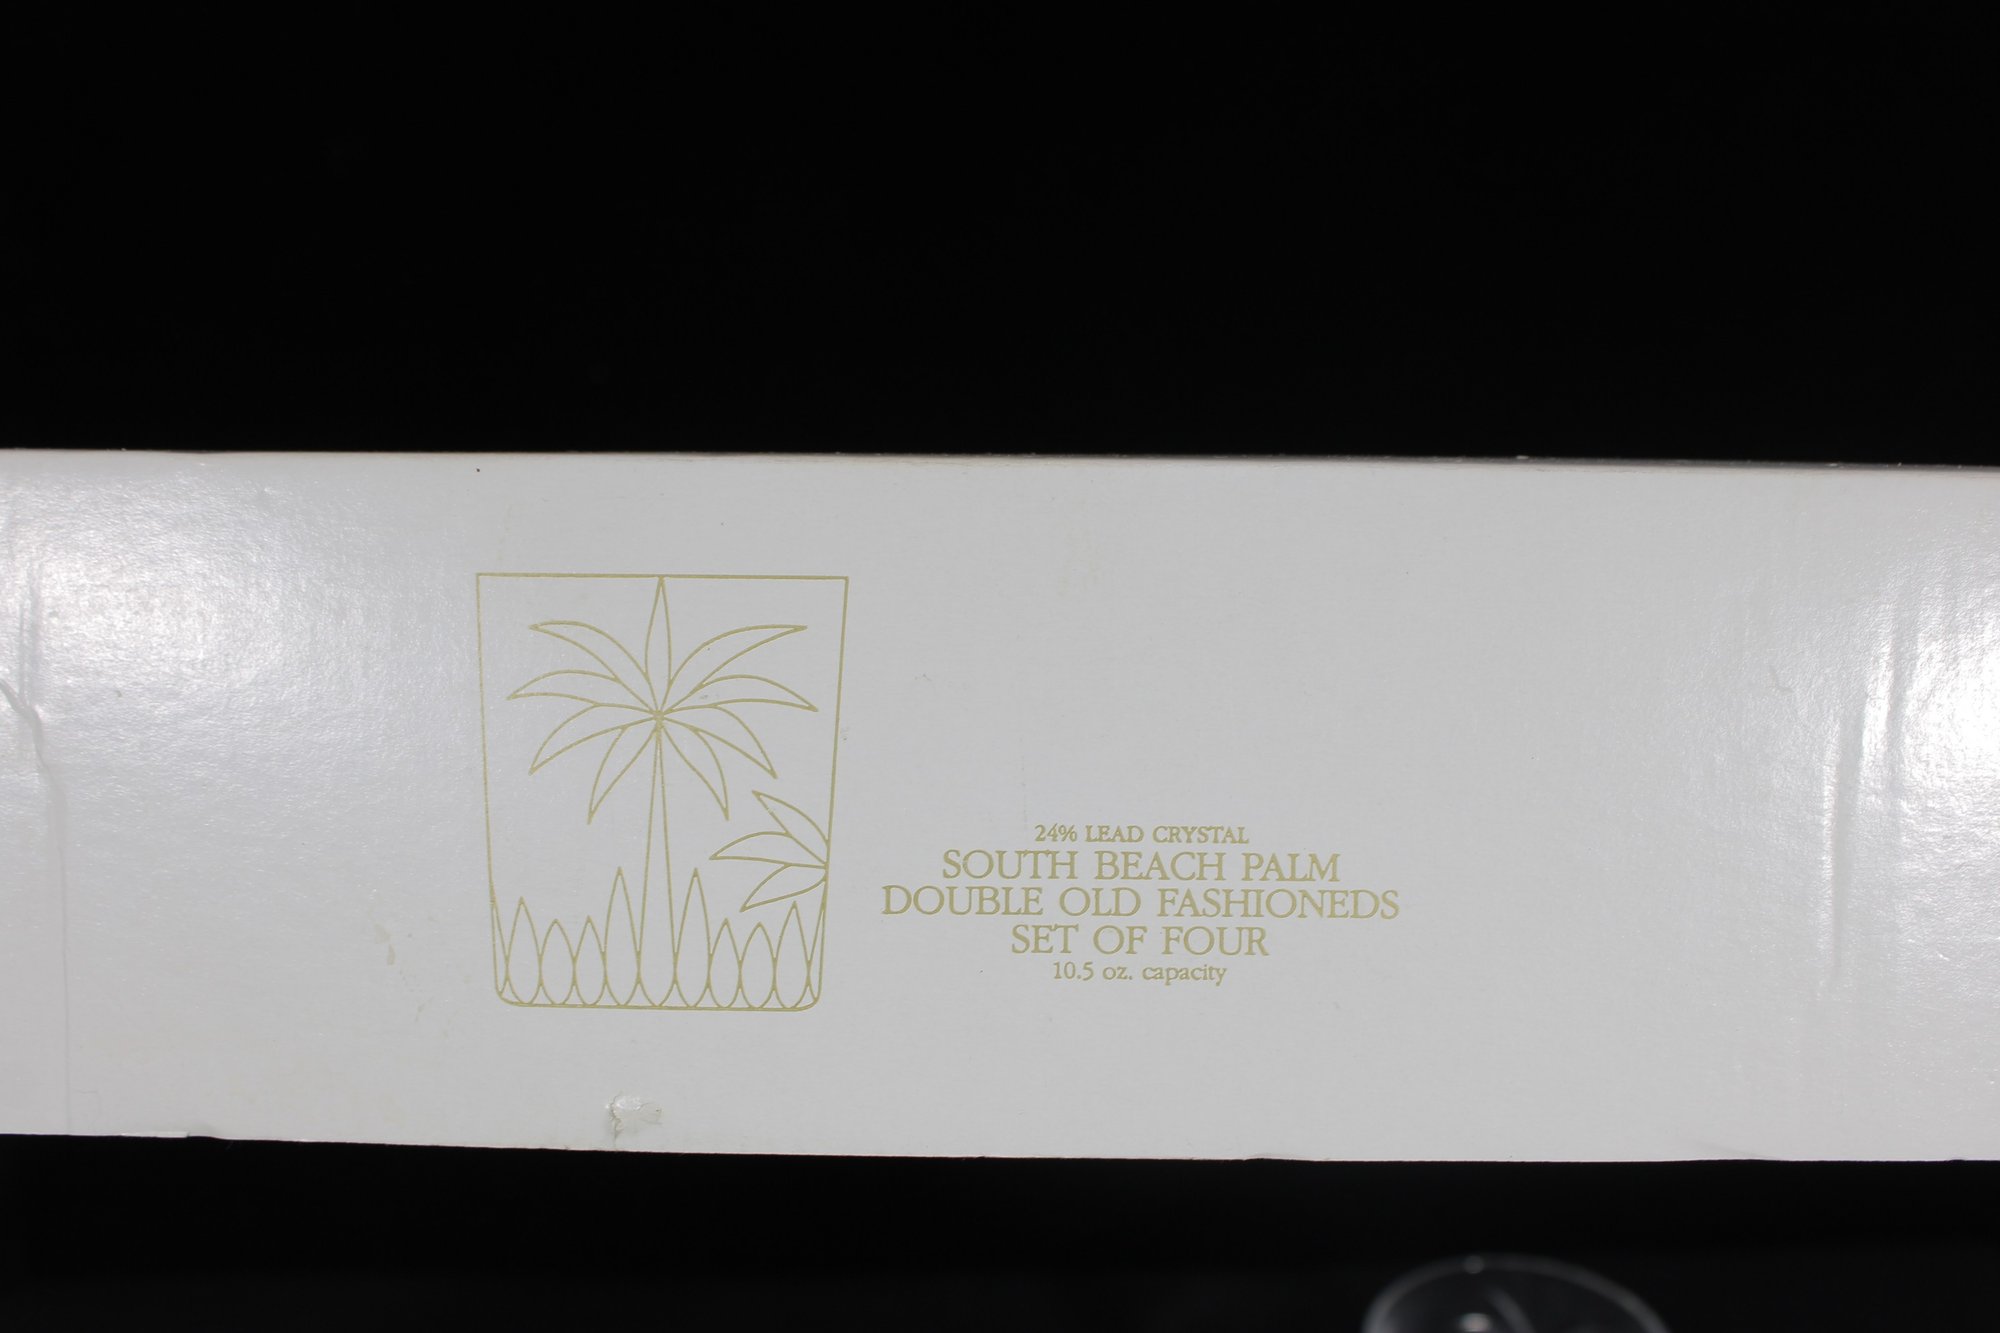 24% LEAD CRYSTAL
SOUTH BEACH PALM
DOUBLE OLD FASHIONEDS
SET OF FOUR
10.5 oz. capacity